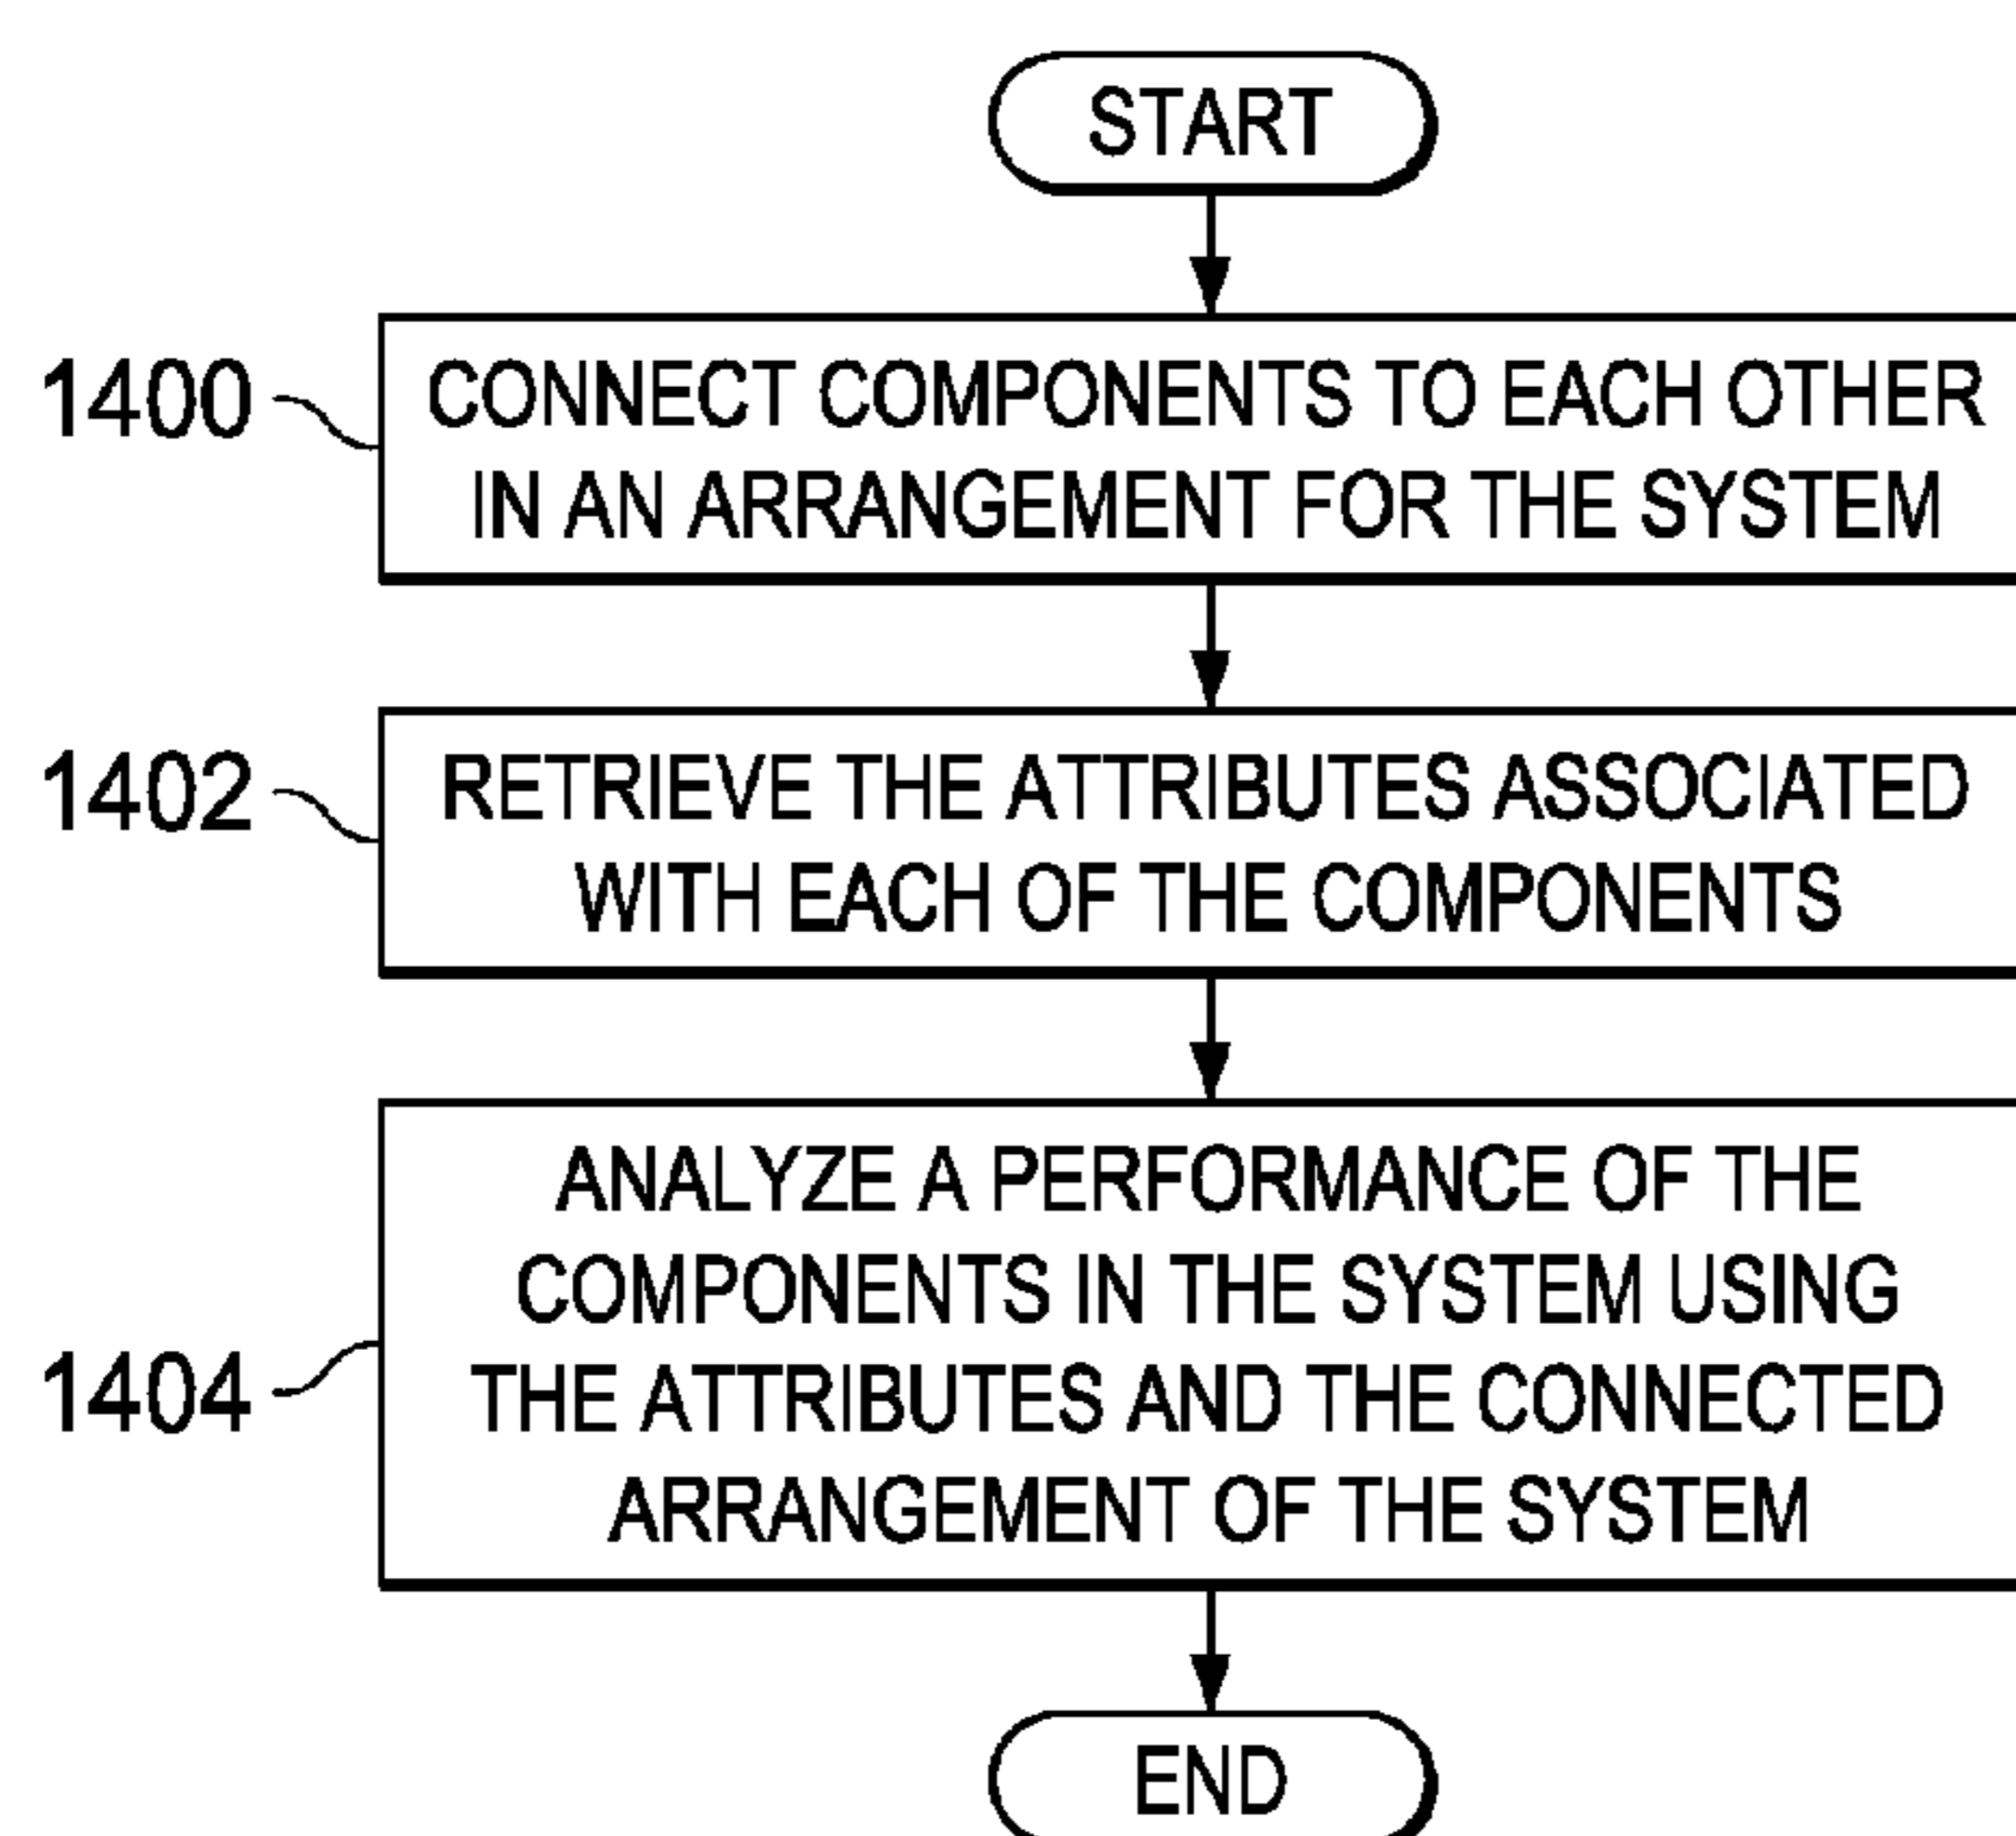 START
1400
CONNECT COMPONENTS TO EACH OTHER
IN AN ARRANGEMENT FOR THE SYSTEM
1402
RETRIEVE THE ATTRIBUTES ASSOCIATED
WITH EACH OF THE COMPONENTS
1404
ANALYZE A PERFORMANCE OF THE
COMPONENTS IN THE SYSTEM USING
THE ATTRIBUTES AND THE CONNECTED
ARRANGEMENT OF THE SYSTEM
END